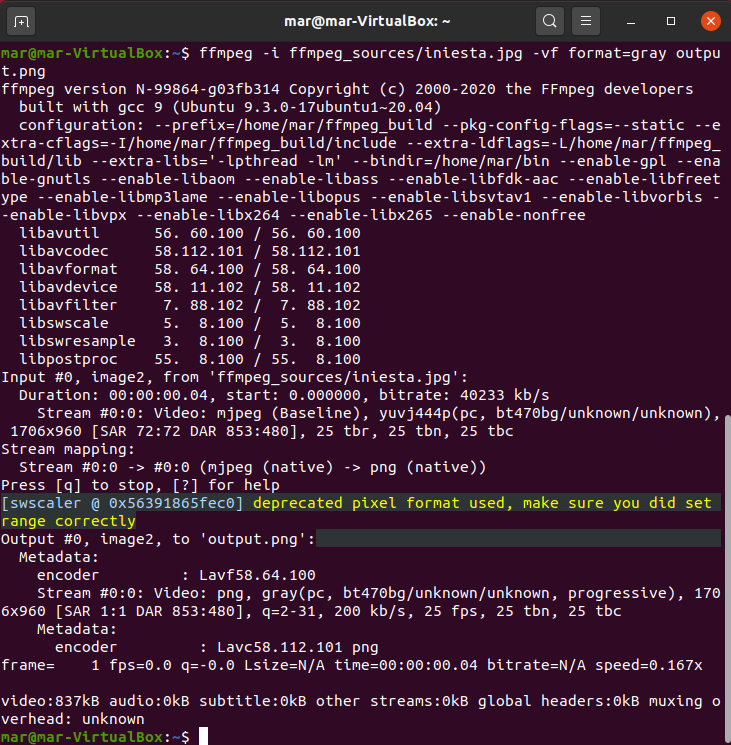 mar@mar-VirtualBox: ~
mar@mar-VirtualBox:~$ ffmpeg -i ffmpeg_sources/iniesta.jpg -vf format=gray outpu
t.png
ffmpeg version N-99864-g03fb314 Copyright (c) 2000-2020 the FFmpeg developers
  built with gcc 9 (Ubuntu 9.3.0-17ubuntu1~20.04)
  configuration: --prefix=/home/mar/ffmpeg_build --pkg-config-flags=--static --e
xtra-cflags=-I/home/mar/ffmpeg_build/include --extra-ldflags=-L/home/mar/ffmpeg_
build/lib --extra-libs='-lpthread -lm' --bindir=/home/mar/bin --enable-gpl --ena
ble-gnutls --enable-libaom --enable-libass --enable-libfdk-aac --enable-libfreet
ype --enable-libmp3lame --enable-libopus --enable-libsvtav1 --enable-libvorbis -
-enable-libvpx --enable-libx264 --enable-libx265 --enable-nonfree
  libavutil      56. 60.100 / 56. 60.100
  libavcodec     58.112.101 / 58.112.101
  libavformat    58. 64.100 / 58. 64.100
  libavdevice    58. 11.102 / 58. 11.102
  libavfilter     7. 88.102 /  7. 88.102
  libswscale      5.  8.100 /  5.  8.100
  libswresample   3.  8.100 /  3.  8.100
  libpostproc    55.  8.100 / 55.  8.100
Input #0, image2, from 'ffmpeg_sources/iniesta.jpg':
  Duration: 00:00:00.04, start: 0.000000, bitrate: 40233 kb/s
    Stream #0:0: Video: mjpeg (Baseline), yuvj444p(pc, bt470bg/unknown/unknown),
 1706x960 [SAR 72:72 DAR 853:480], 25 tbr, 25 tbn, 25 tbc
Stream mapping:
  Stream #0:0 -> #0:0 (mjpeg (native) -> png (native))
Press [q] to stop, [?] for help
[swscaler @ 0x56391865fec0] deprecated pixel format used, make sure you did set
range correctly
Output #0, image2, to 'output.png':
  Metadata:
    encoder         : Lavf58.64.100
    Stream #0:0: Video: png, gray(pc, bt470bg/unknown/unknown, progressive), 170
6x960 [SAR 1:1 DAR 853:480], q=2-31, 200 kb/s, 25 fps, 25 tbn, 25 tbc
    Metadata:
      encoder         : Lavc58.112.101 png
frame=    1 fps=0.0 q=-0.0 Lsize=N/A time=00:00:00.04 bitrate=N/A speed=0.167x
video:837kB audio:0kB subtitle:0kB other streams:0kB global headers:0kB muxing o
verhead: unknown
mar@mar-VirtualBox:~$